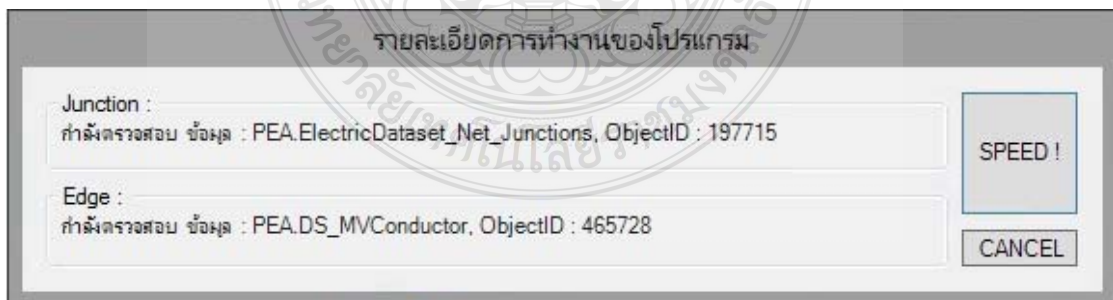 รายละเอียดการทำงานของโปรแกรม
Junction :
กำลังตรวจสอบ ข้อมูล : PEA.ElectricDataset_Net_Junctions, ObjectID : 197715
SPEED !
Edge :
กำลังตรวจสอบ ข้อมูล : PEA.DS_MVConductor, ObjectID : 465728
CANCEL